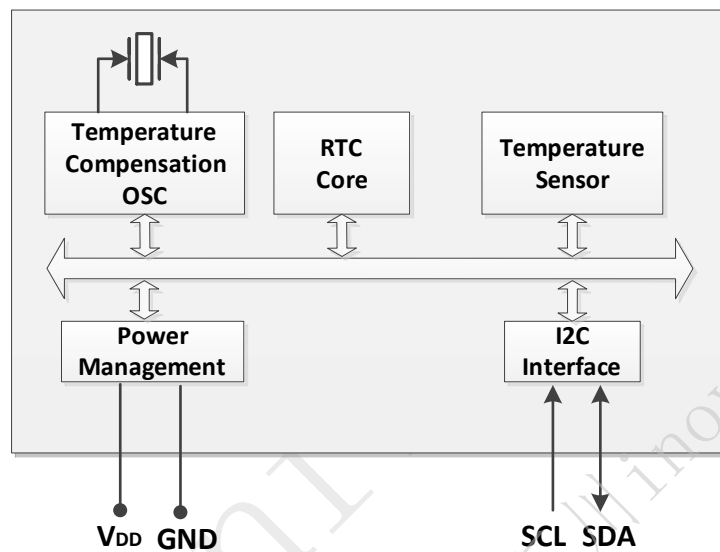 Temperature
Compensation
OSC
RTC
Core
Temperature
Sensor
Power
Management
I2C
Interface
VDD GND
SCL SDA